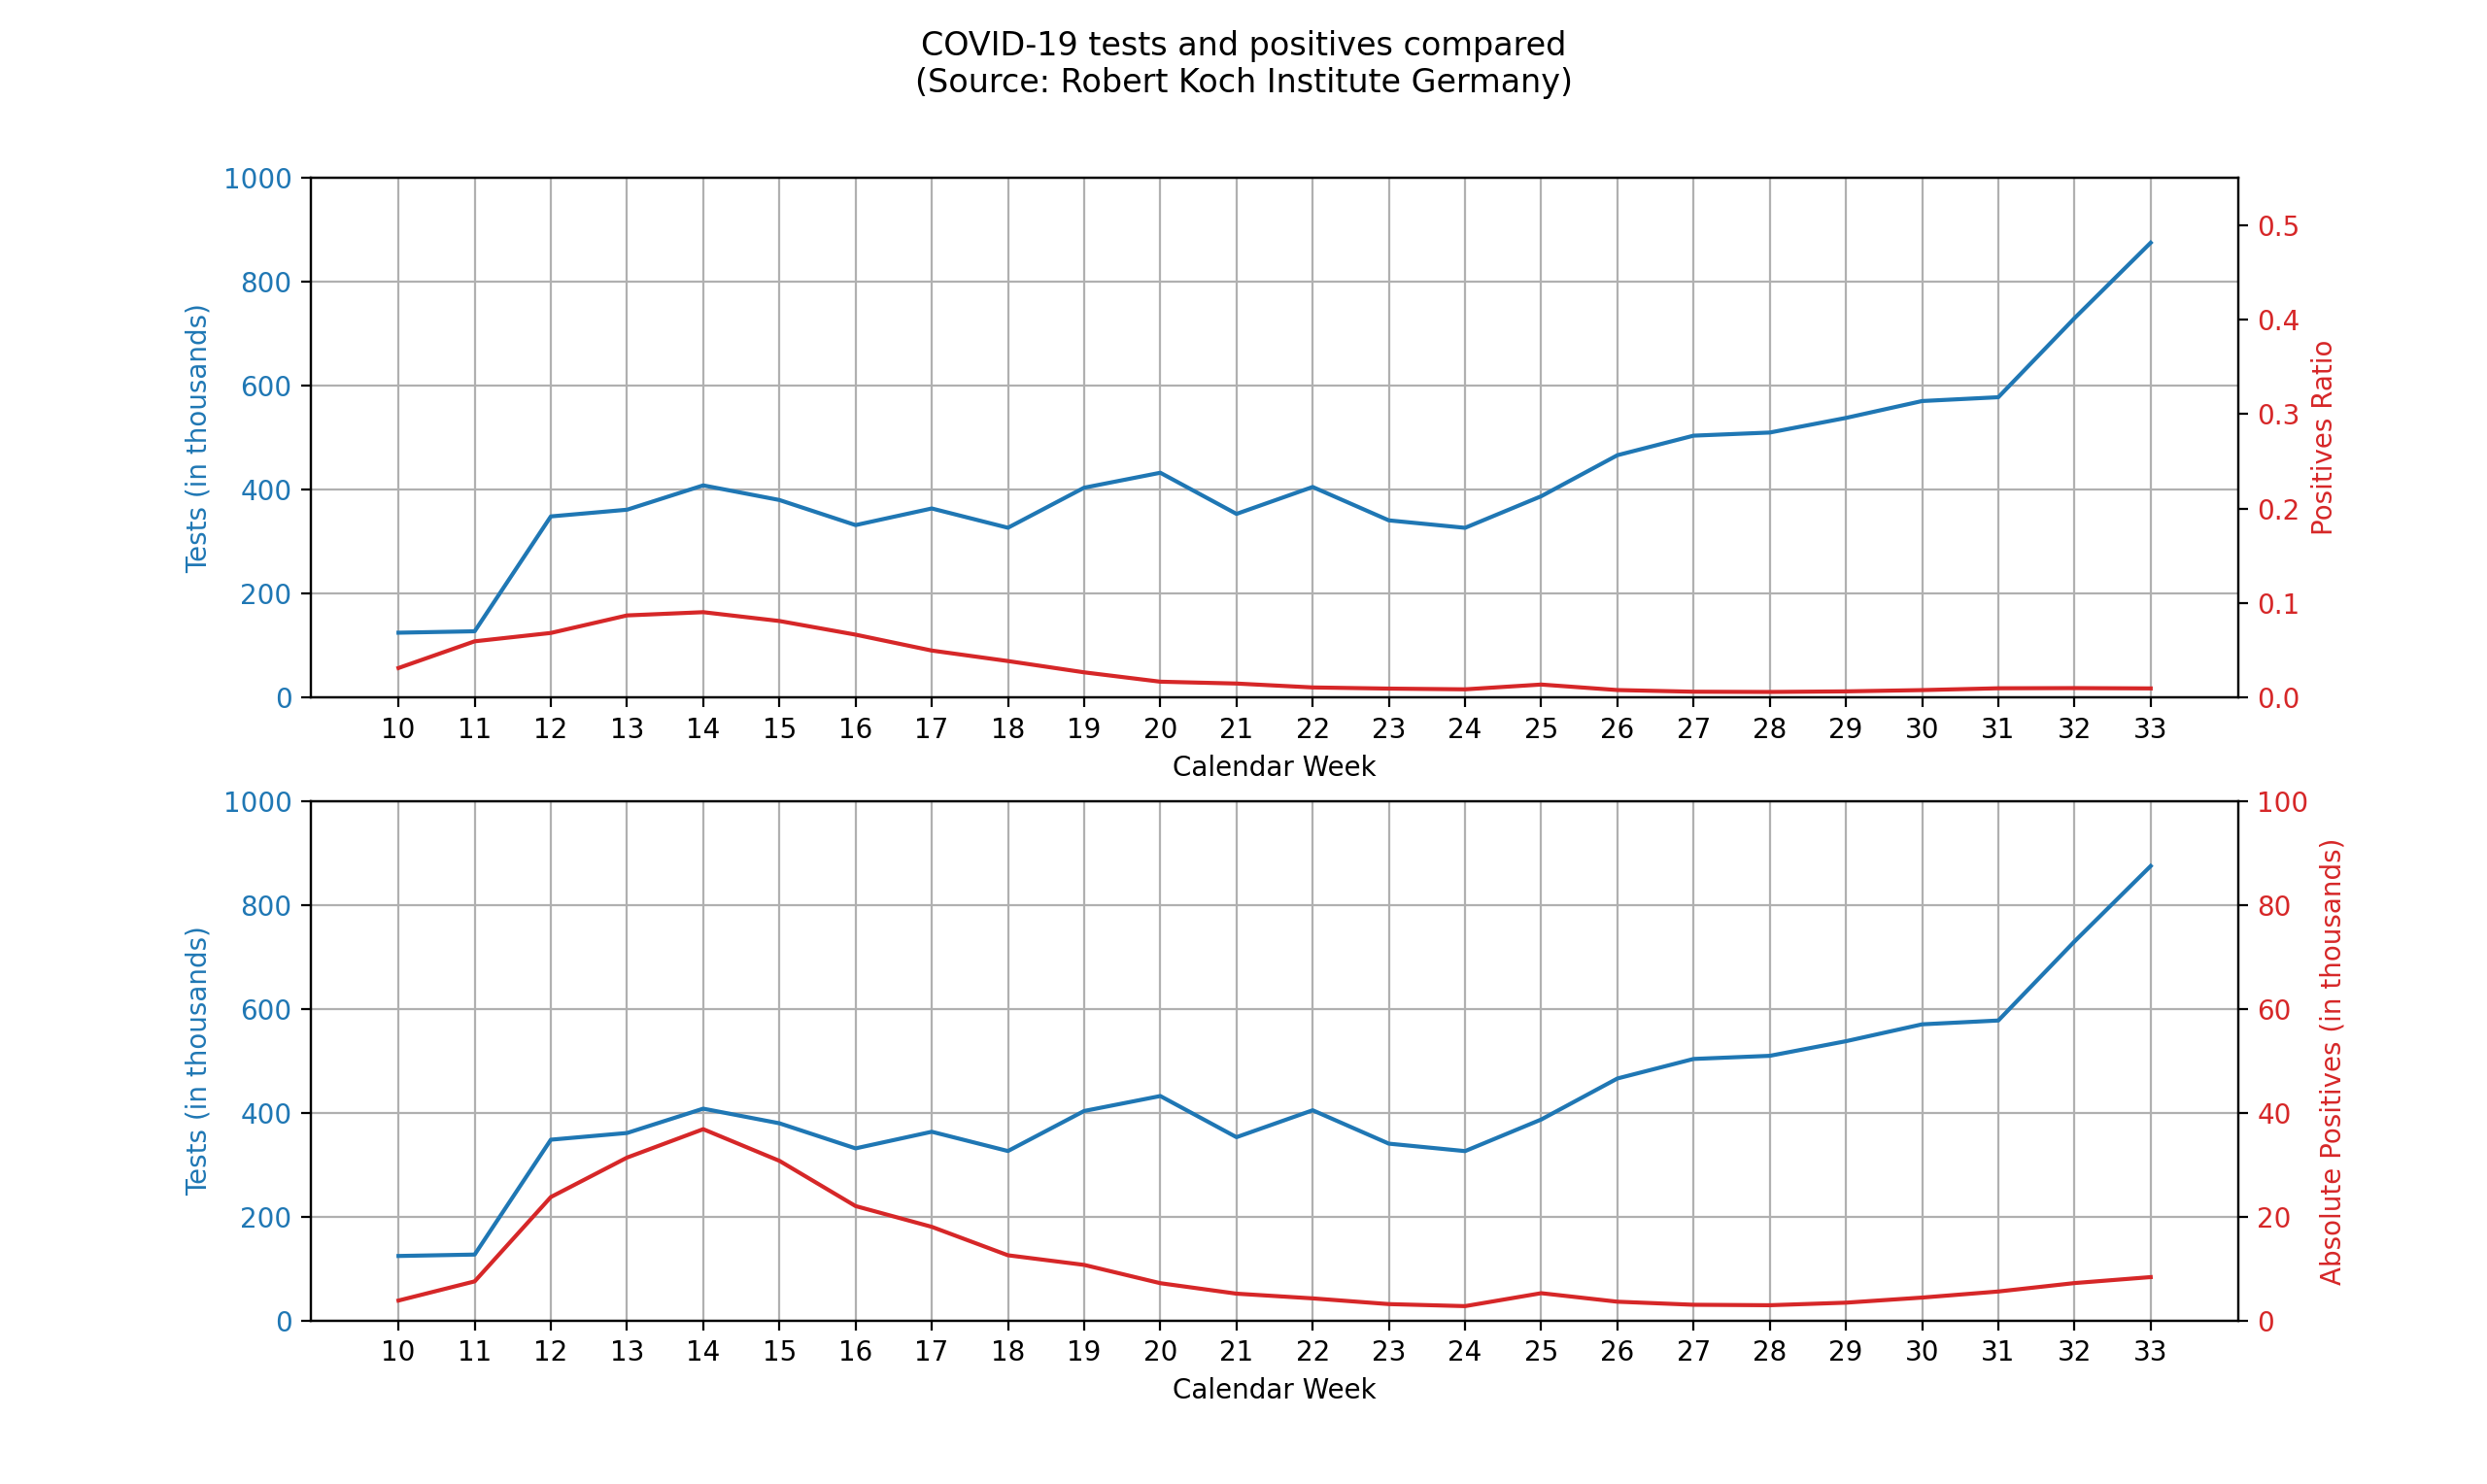 COVID-19 tests and positives compared
(Source: Robert Koch Institute Germany)
1000
800
600
400
200
0
Tests (in thousands)
0.5
0.4
0.3
0.2
0.1
0.0
Positives Ratio
10 11 12 13 14 15 16 17 18 19 20 21 22 23 24 25 26 27 28 29 30 31 32 33
Calendar Week
1000
800
600
400
200
0
Tests (in thousands)
100
80
60
40
20
0
Absolute Positives (in thousands)
10 11 12 13 14 15 16 17 18 19 20 21 22 23 24 25 26 27 28 29 30 31 32 33
Calendar Week